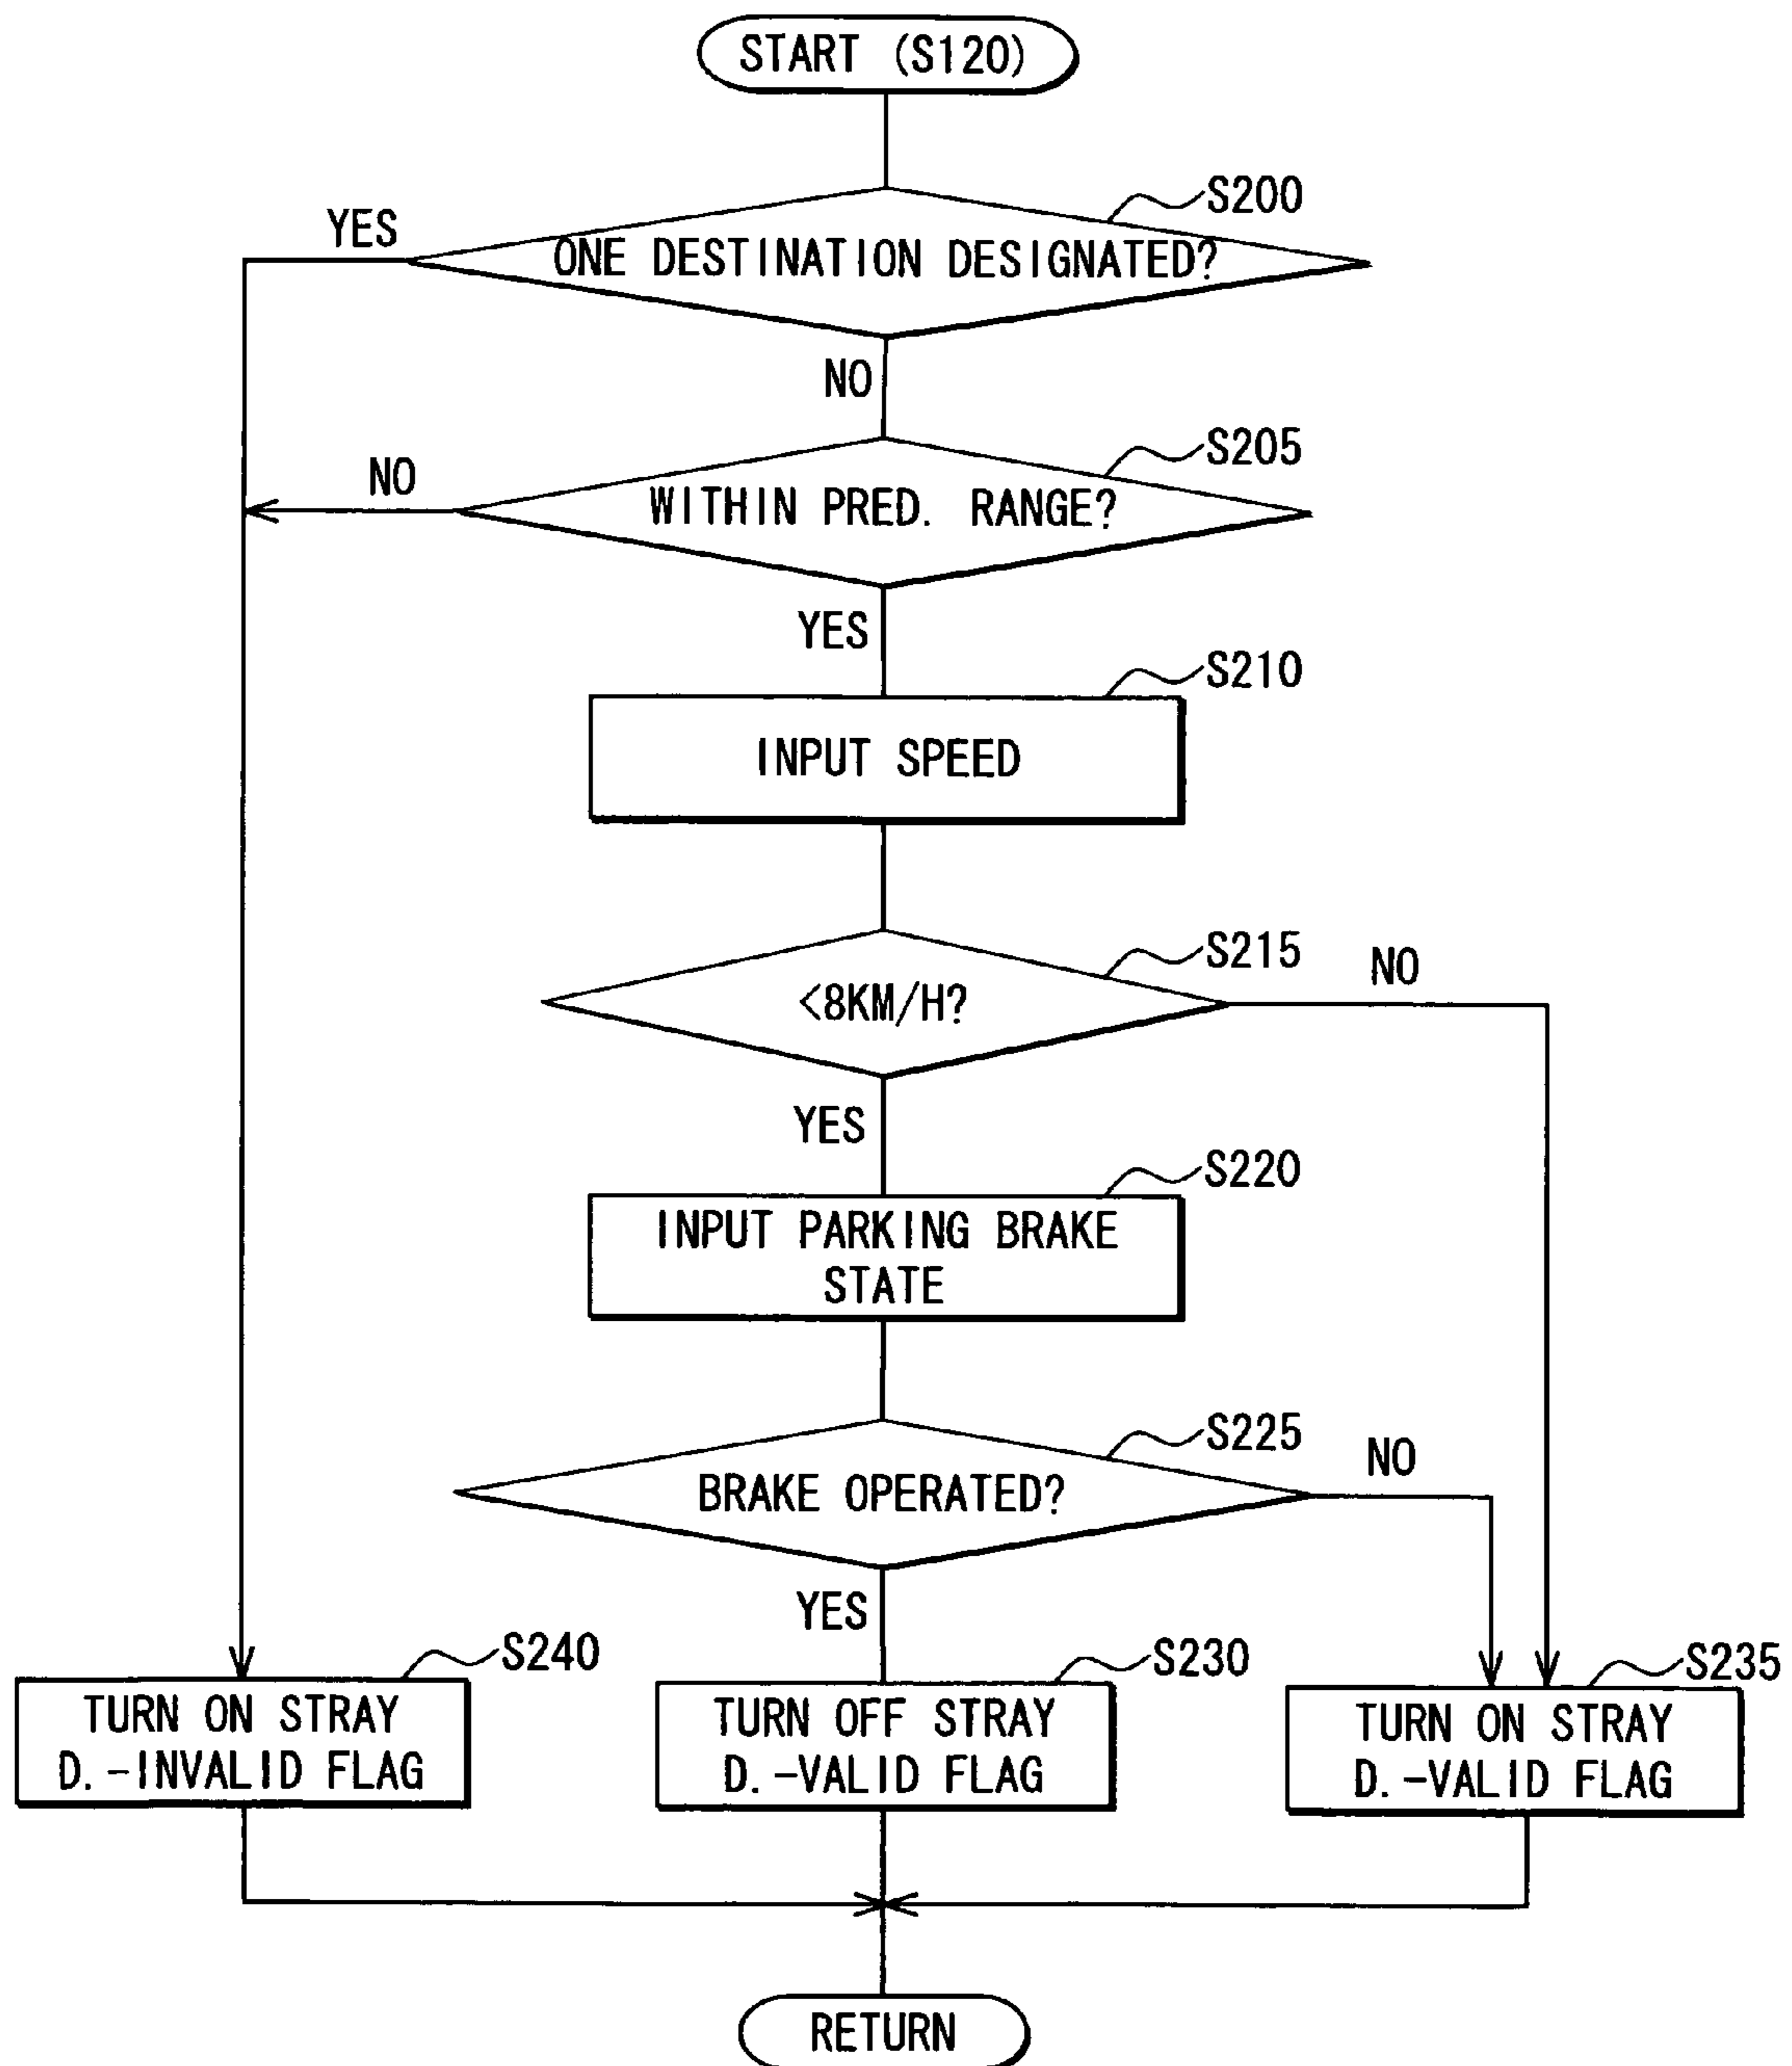 START (S120)
S200
YES
ONE DESTINATION DESIGNATED?
NO
S205
NO
WITHIN PRED. RANGE?
YES
S210
INPUT SPEED
S215
NO
<8KM/H?
YES
S220
INPUT PARKING BRAKE
STATE
S225
NO
BRAKE OPERATED?
YES
S240
TURN ON STRAY
D.-INVALID FLAG
S230
TURN OFF STRAY
D.-VALID FLAG
S235
TURN ON STRAY
D.-VALID FLAG
RETURN